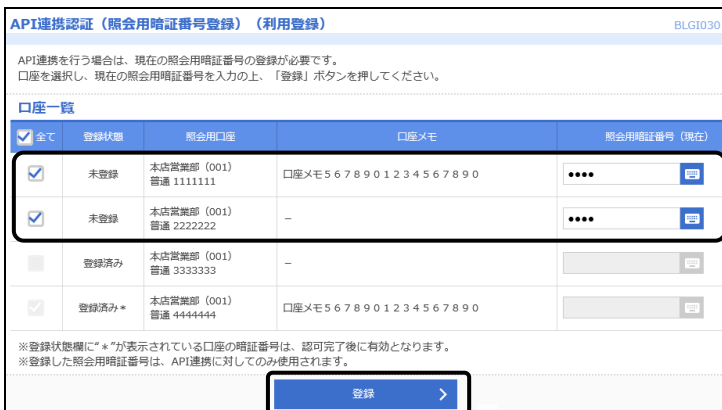 API連携認証(照会用暗証番号登録)(利用登録)
BLGI030
API連携を行う場合は、現在の照会用暗証番号の登録が必要です。
口座を選択し、現在の照会用暗証番号を入力の上、「登録」ボタンを押してください。
口座一覧
全て 登録状態 照会用口座 口座メモ 照会用暗証番号(現在)
未登録 本店営業部(001) 口座メモ5678901234567890 ●●●●
普通 1111111
未登録 本店営業部(001) − ●●●●
普通 2222222
登録済み 本店営業部(001) −
普通 3333333
登録済み* 本店営業部(001) 口座メモ5678901234567890
普通 4444444
※登録状態欄に“*”が表示されている口座の暗証番号は、認可完了後に有効となります。
※登録した照会用暗証番号は、API連携に対してのみ使用されます。
登録